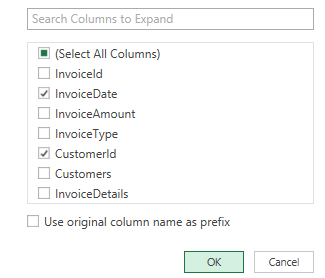 Search Columns to Expand
(Select All Columns)
InvoiceId
InvoiceDate
InvoiceAmount
InvoiceType
CustomerId
Customers
InvoiceDetails
Use original column name as prefix
OK Cancel